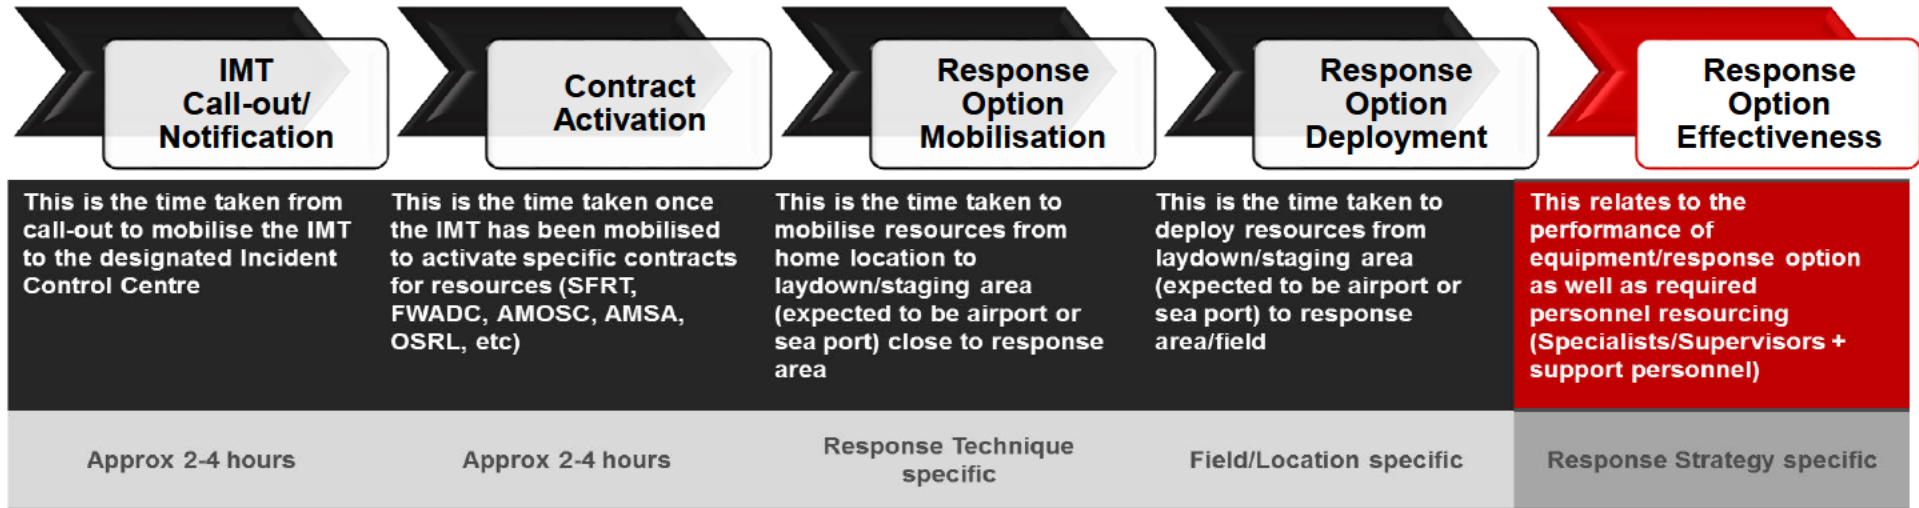 IMT
Call-out/
Notification
Contract
Activation
Response
Option
Mobilisation
Response
Option
Deployment
Response
Option
Effectiveness
This is the time taken from
call-out to mobilise the IMT
to the designated Incident
Control Centre
This is the time taken once
the IMT has been mobilised
to activate specific contracts
for resources (SFRT,
FWADC, AMOSC, AMSA,
OSRL, etc)
This is the time taken to
mobilise resources from
home location to
laydown/staging area
(expected to be airport or
sea port) close to response
area
This is the time taken to
deploy resources from
laydown/staging area
(expected to be airport or
sea port) to response
area/field
This relates to the
performance of
equipment/response option
as well as required
personnel resourcing
(Specialists/Supervisors +
support personnel)
Approx 2-4 hours
Approx 2-4 hours
Response Technique
specific
Field/Location specific
Response Strategy specific